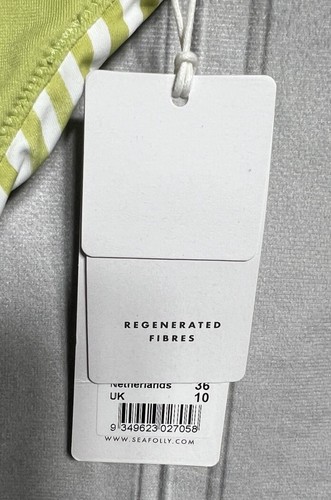 REGENERATED
FIBRES
Netherlands 36
UK 10
9 349623 027058
WWW.SEAFOLLY.COM